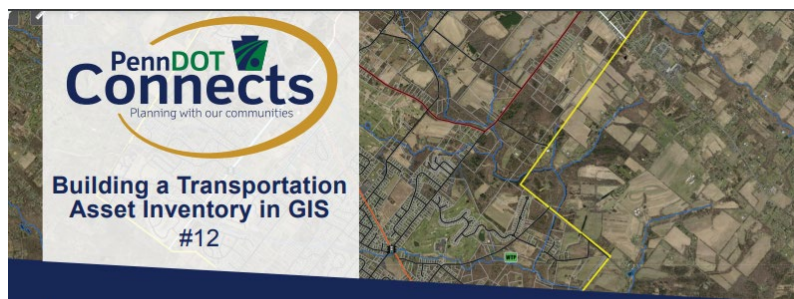 PennDOT
Connects
Planning with our communities
Building a Transportation
Asset Inventory in GIS
#12